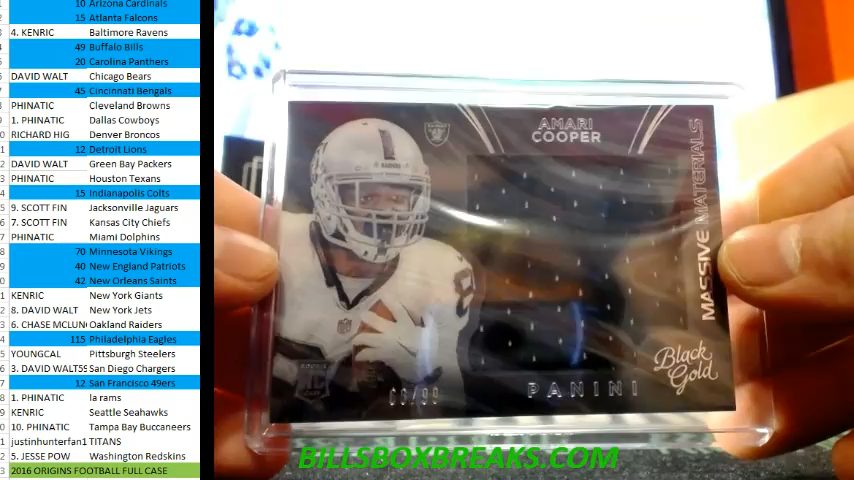 10 Arizona Cardinals
15 Atlanta Falcons
4. KENRIC Baltimore Ravens
49 Buffalo Bills
20 Carolina Panthers
DAVID WALT Chicago Bears
45 Cincinnati Bengals
PHINATIC Cleveland Browns
1. PHINATIC Dallas Cowboys
RICHARD HIG Denver Broncos
12 Detroit Lions
DAVID WALT Green Bay Packers
PHINATIC Houston Texans
15 Indianapolis Colts
9. SCOTT FIN Jacksonville Jaguars
7. SCOTT FIN Kansas City Chiefs
PHINATIC Miami Dolphins
70 Minnesota Vikings
40 New England Patriots
42 New Orleans Saints
KENRIC New York Giants
8. DAVID WALT New York Jets
6. CHASE MCLUN Oakland Raiders
115 Philadelphia Eagles
YOUNGCAL Pittsburgh Steelers
3. DAVID WALT55 San Diego Chargers
12 San Francisco 49ers
1. PHINATIC la rams
KENRIC Seattle Seahawks
10. PHINATIC Tampa Bay Buccaneers
justinhunterfan1 TITANS
5. JESSE POW Washington Redskins
2016 ORIGINS FOOTBALL FULL CASE
AMARI
COOPER
MASSIVE MATERIALS
Black
Gold
PANINI
BILLSBOXBREAKS.COM